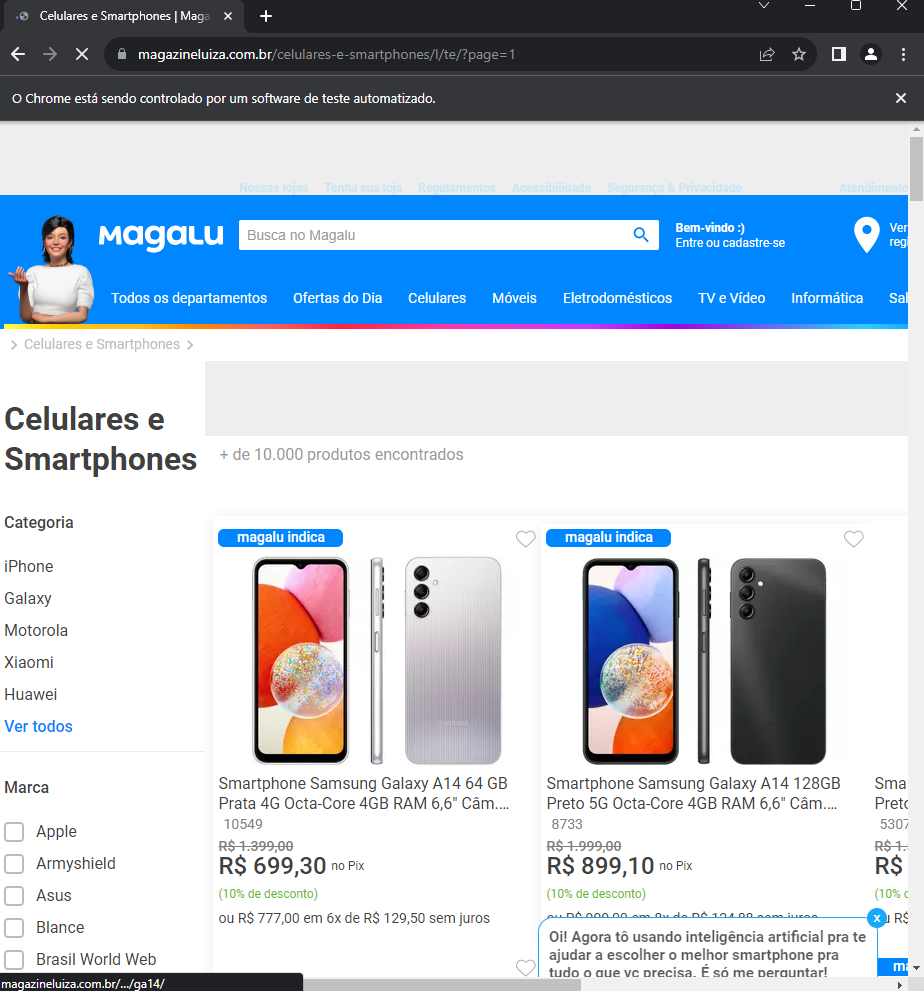 Celulares e Smartphones | Maga
magazineluiza.com.br/celulares-e-smartphones/l/te/?page=1
O Chrome está sendo controlado por um software de teste automatizado.
Nossas lojas Tenha sua loja Regulamentos Acessibilidade Segurança & Privacidade Atendimento
Magalu
Busca no Magalu
Bem-vindo :)
Entre ou cadastre-se
Ver
regi
Todos os departamentos Ofertas do Dia Celulares Móveis Eletrodomésticos TV e Vídeo Informática Sal
Celulares e Smartphones
Celulares e
Smartphones
+ de 10.000 produtos encontrados
Categoria
iPhone
Galaxy
Motorola
Xiaomi
Huawei
Ver todos
Marca
Apple
Armyshield
Asus
Blance
Brasil World Web
magalu indica
Smartphone Samsung Galaxy A14 64 GB
Prata 4G Octa-Core 4GB RAM 6,6" Câm....
10549
R$ 1.399,00
R$ 699,30 no Pix
(10% de desconto)
ou R$ 777,00 em 6x de R$ 129,50 sem juros
magalu indica
Smartphone Samsung Galaxy A14 128GB
Preto 5G Octa-Core 4GB RAM 6,6" Câm....
8733
R$ 1.999,00
R$ 899,10 no Pix
(10% de desconto)
ou R$ 999,00 em 8x de R$ 124,88 sem juros
Sma
Preto
5307
R$ 1.
R$
(10% c
u R$
ma
x
Oi! Agora tô usando inteligência artificial pra te
ajudar a escolher o melhor smartphone pra
tudo o que vc precisa. É só me perguntar!
magazineluiza.com.br/.../ga14/